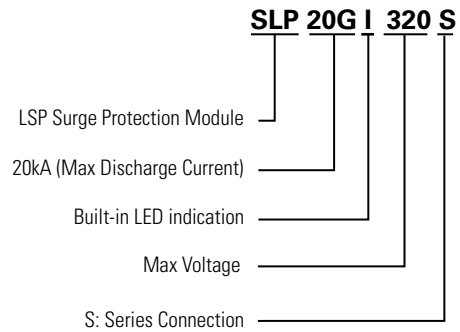 SLP 20G I 320 S
LSP Surge Protection Module
20kA (Max Discharge Current)
Built-in LED indication
Max Voltage
S: Series Connection